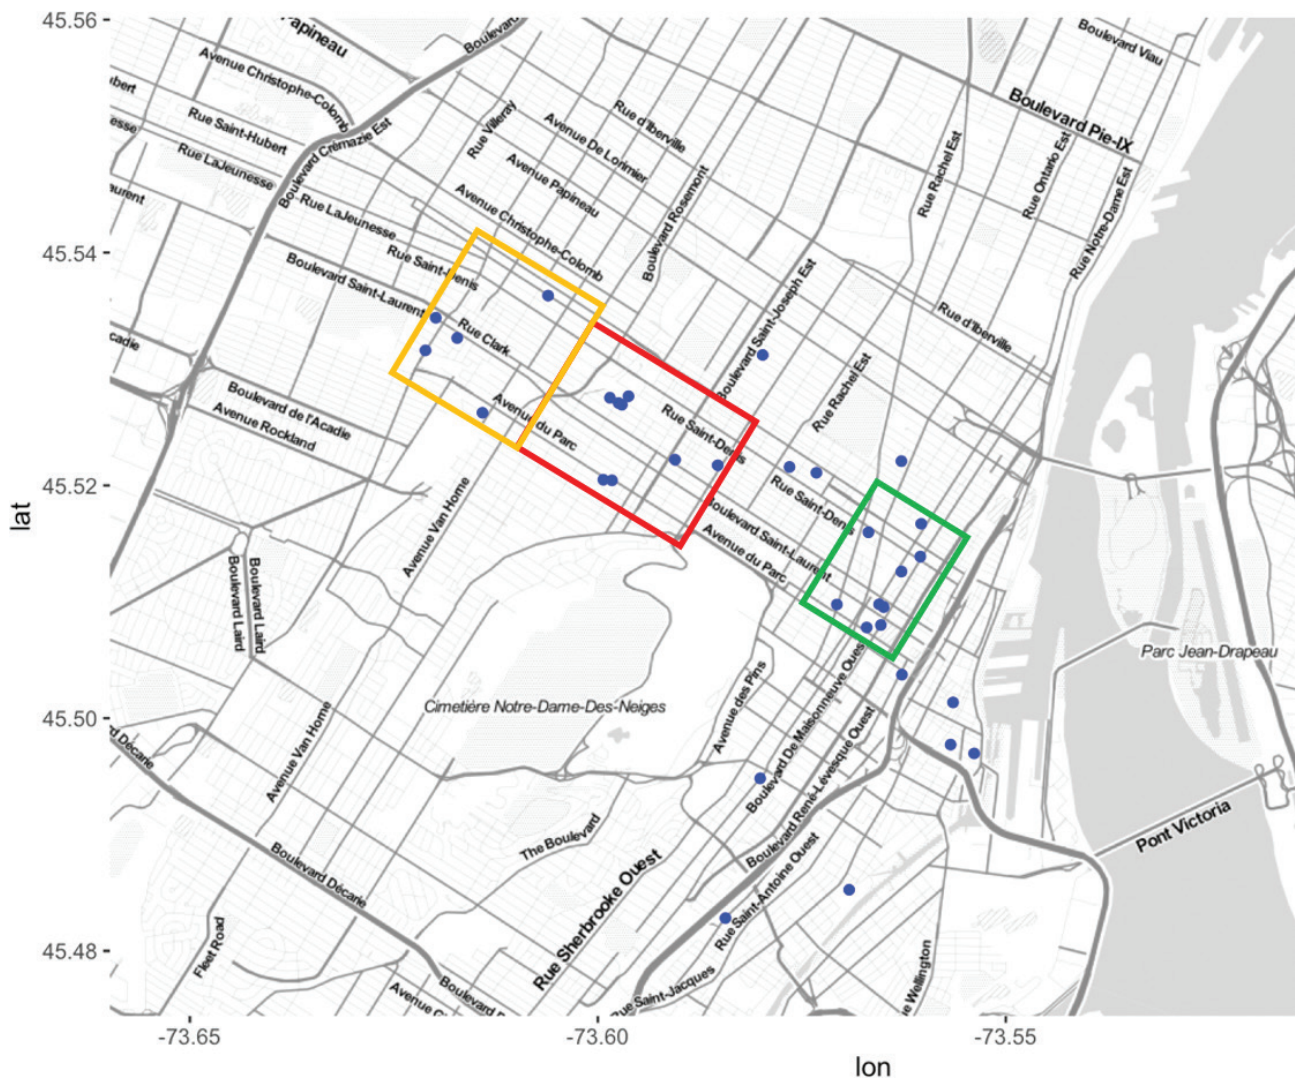 45.56
45.54
45.52
45.50
45.48
lat
-73.65
-73.60
-73.55
lon
Papineau
Boulevard
Avenue Christophe-Colomb
Boulevard Viau
Boulevard Pie-IX
Rue Saint-Hubert
Rue LaJeunesse
Boulevard Crémazie Est
Rue Villeray
Rue d'Iberville
Avenue De Lorimier
Avenue Papineau
Avenue Christophe-Colomb
Boulevard Rosemont
Rue Rachel Est
Rue Ontario Est
Rue Notre-Dame Est
Rue LaJeunesse
Rue Saint-Denis
Boulevard Saint-Laurent
Rue Clark
Boulevard Saint-Joseph Est
Rue d'Iberville
Rue Rachel Est
Boulevard de l'Acadie
Avenue Rockland
Avenue du Parc
Rue Saint-Denis
Avenue Van Horne
Rue Saint-Denis
Boulevard Saint-Laurent
Avenue du Parc
Boulevard Laird
Boulevard Laird
Parc Jean-Drapeau
Cimetière Notre-Dame-Des-Neiges
Avenue des Pins
Boulevard De Maisonneuve Ouest
Avenue Van Horne
Boulevard René-Lévesque Ouest
The Boulevard
Pont Victoria
Boulevard Décarie
Rue Sherbrooke Ouest
Rue Saint-Antoine Ouest
Fleet Road
Rue Saint-Jacques